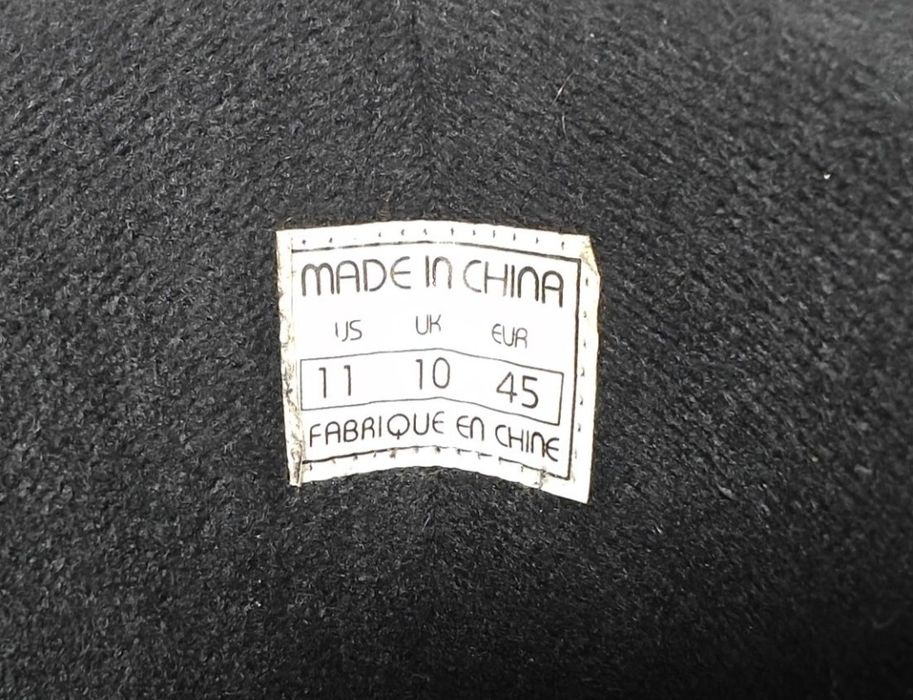 MADE IN CHINA
US UK EUR
11 10 45
FABRIQUE EN CHINE